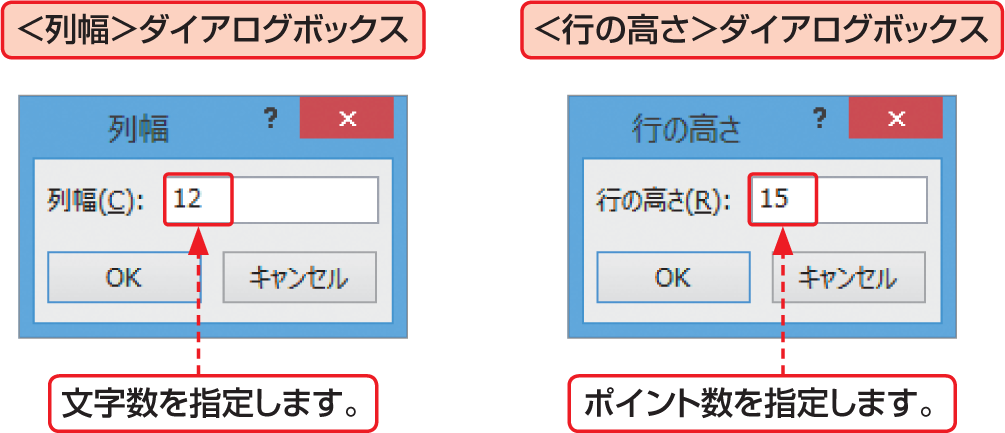 <列幅>ダイアログボックス
列幅 ? ×
列幅(C): 12
OK キャンセル
文字数を指定します。
<行の高さ>ダイアログボックス
行の高さ ? ×
行の高さ(R): 15
OK キャンセル
ポイント数を指定します。